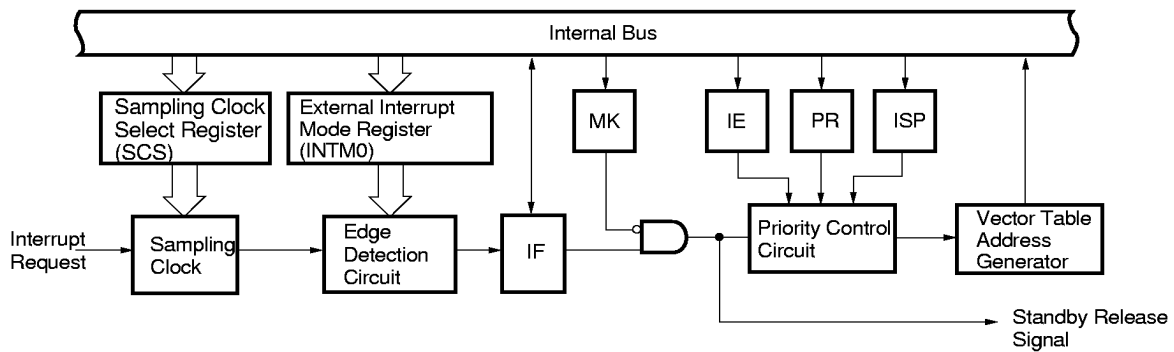 Internal Bus
Sampling Clock
Select Register
(SCS)
External Interrupt
Mode Register
(INTM0)
MK
IE
PR
ISP
Interrupt
Request
Sampling
Clock
Edge
Detection
Circuit
IF
Priority Control
Circuit
Vector Table
Address
Generator
Standby Release
Signal